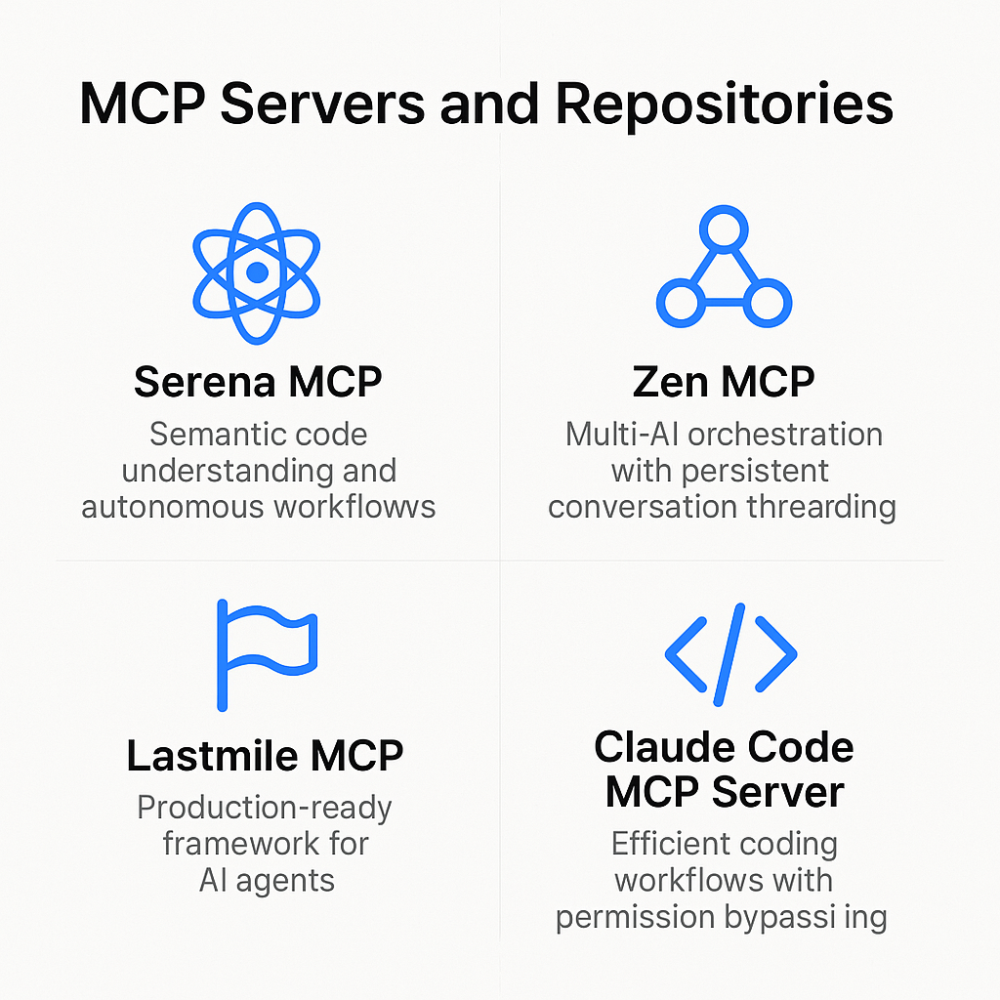 MCP Servers and Repositories
Serena MCP
Semantic code
understanding and
autonomous workflowvs
Zen MCP
Multi-AI orchestration
with persistent
conversation threarding
Lastmile MCP
Production-ready
framework for
AI agents
Claude Code
MCP Server
Efficient coding
workflows with
permission bypassi ing